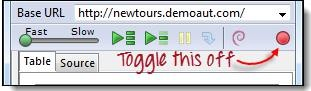 Base URL http://newtours.demoaut.com/
Fast Slow
Table Source
Toggle this off